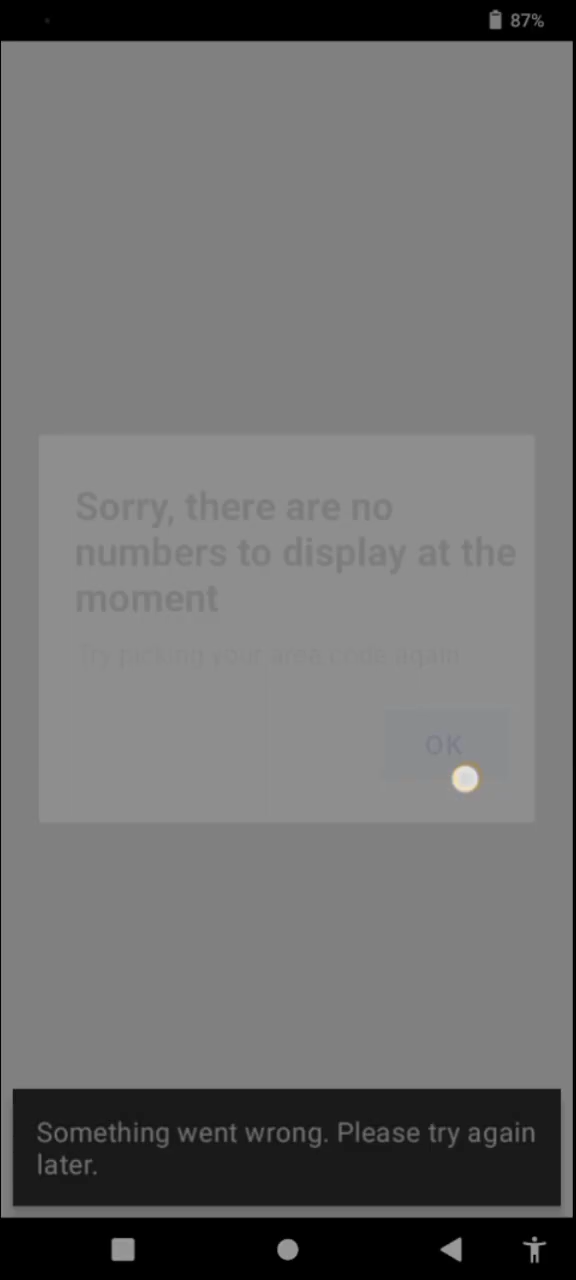 87%
Sorry, there are no
numbers to display at the
moment
Try picking your area code again
OK
Something went wrong. Please try again
later.